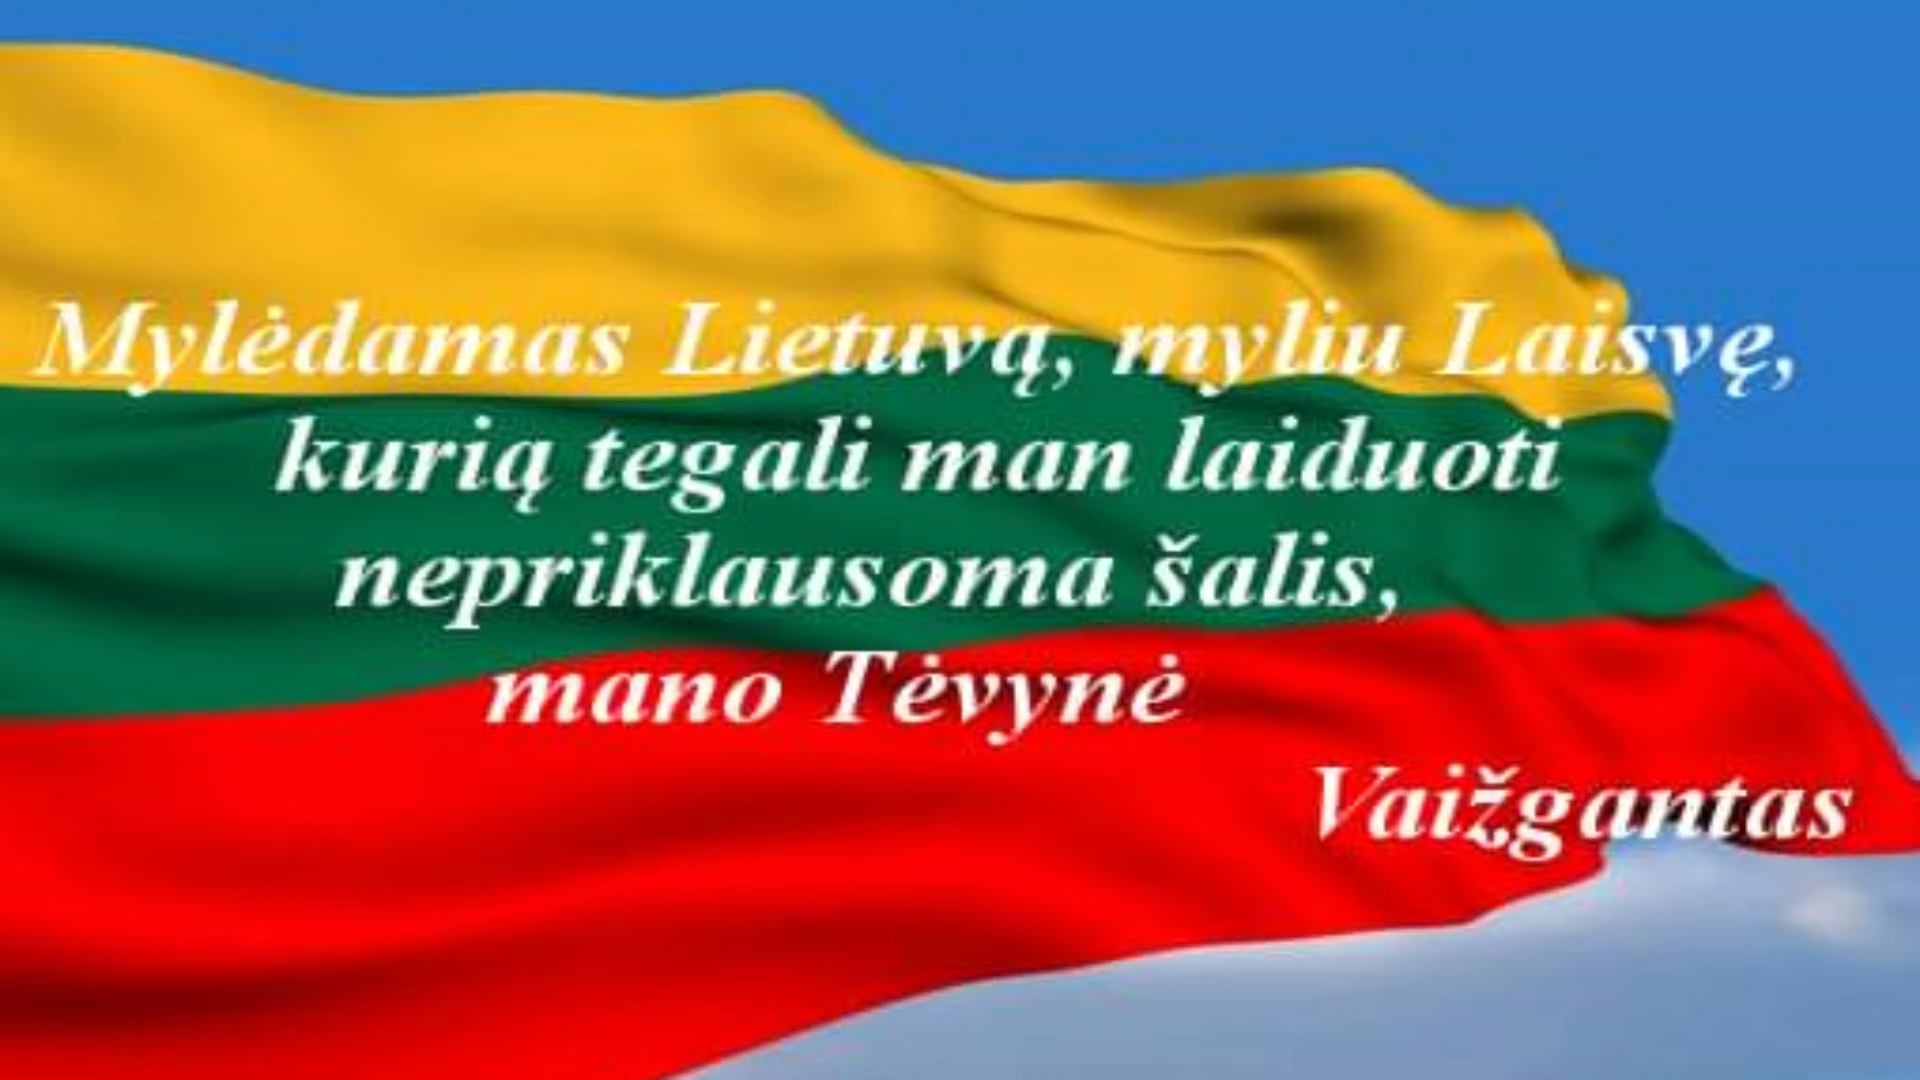 Mylėdamas Lietuvą, myliu Laisvę,
kurią tegali man laiduoti
nepriklausoma šalis,
mano Tėvynė
Vaižgantas